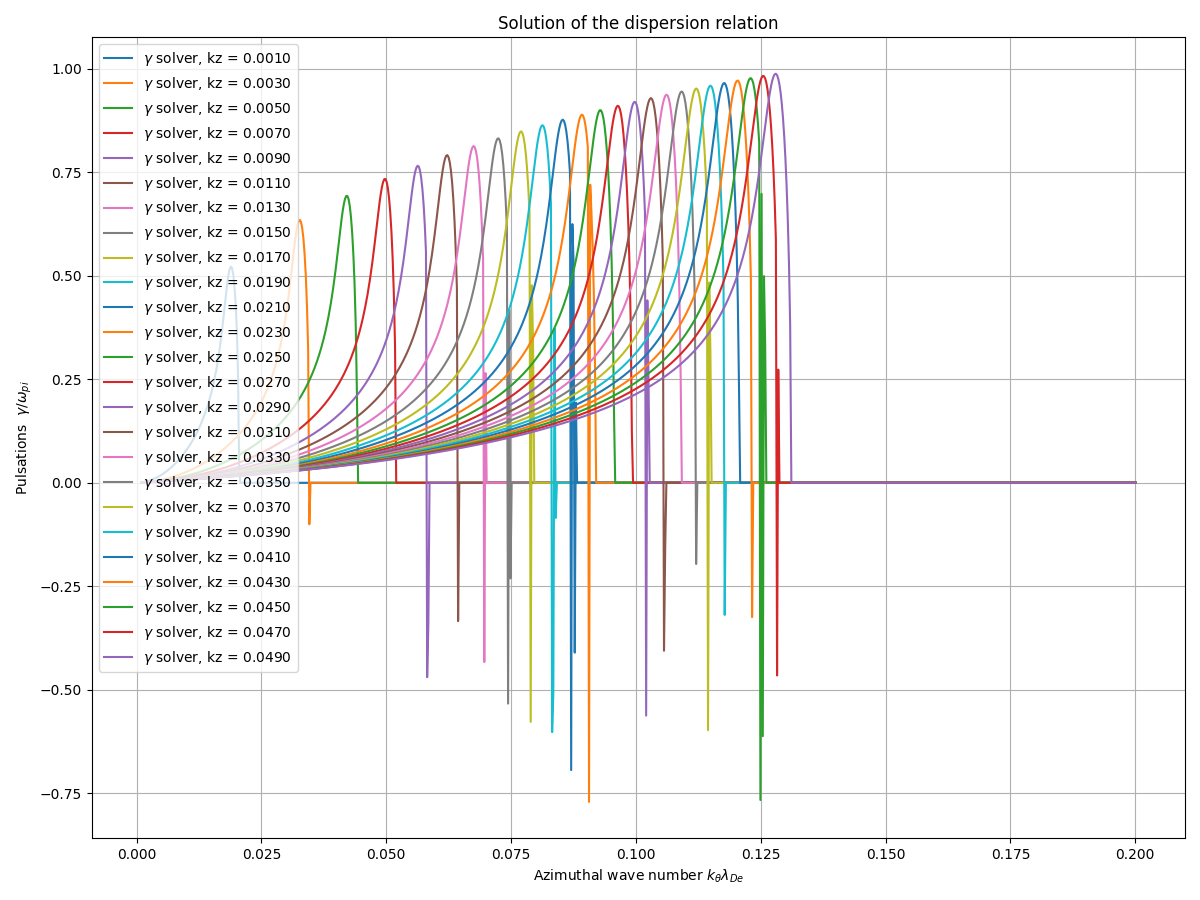 Solution of the dispersion relation
γ solver, kz = 0.0010
γ solver, kz = 0.0030
γ solver, kz = 0.0050
γ solver, kz = 0.0070
γ solver, kz = 0.0090
γ solver, kz = 0.0110
γ solver, kz = 0.0130
γ solver, kz = 0.0150
γ solver, kz = 0.0170
γ solver, kz = 0.0190
γ solver, kz = 0.0210
γ solver, kz = 0.0230
γ solver, kz = 0.0250
γ solver, kz = 0.0270
γ solver, kz = 0.0290
γ solver, kz = 0.0310
γ solver, kz = 0.0330
γ solver, kz = 0.0350
γ solver, kz = 0.0370
γ solver, kz = 0.0390
γ solver, kz = 0.0410
γ solver, kz = 0.0430
γ solver, kz = 0.0450
γ solver, kz = 0.0470
γ solver, kz = 0.0490
1.00
0.75
0.50
0.25
0.00
−0.25
−0.50
−0.75
Pulsations γ/ω_{pi}
0.000 0.025 0.050 0.075 0.100 0.125 0.150 0.175 0.200
Azimuthal wave number k_θλ_{De}